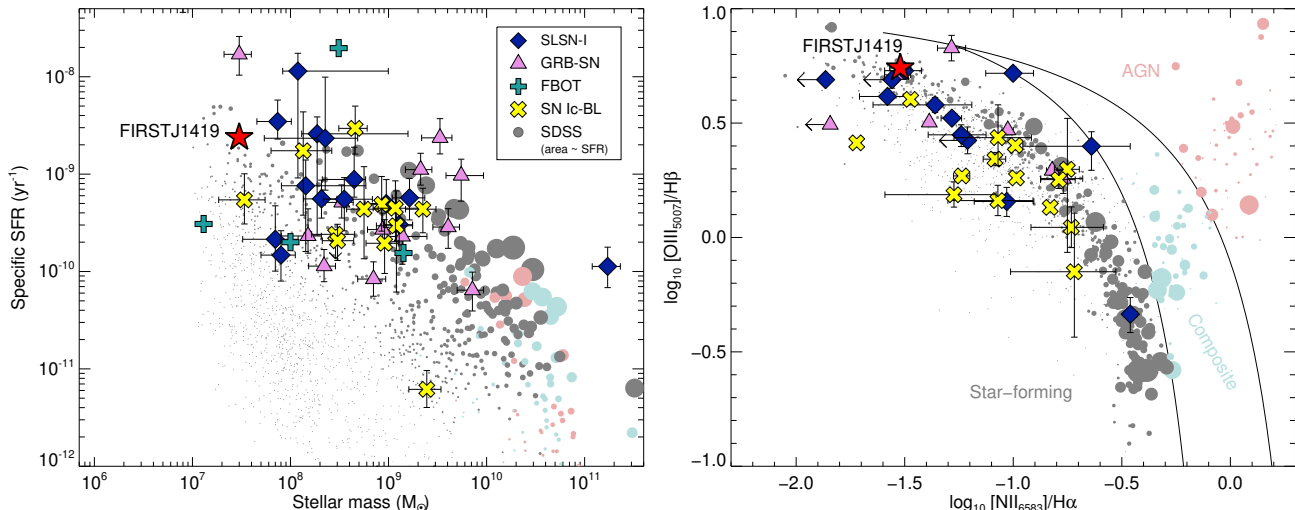 Specific SFR (yr⁻¹)
10⁻⁸
10⁻⁹
10⁻¹⁰
10⁻¹¹
10⁻¹²
10⁶ 10⁷ 10⁸ 10⁹ 10¹⁰ 10¹¹
Stellar mass (M☉)
FIRSTJ1419
SLSN-I
GRB-SN
FBOT
SN Ic-BL
SDSS
(area ~ SFR)
log₁₀ [OIII₅₀₀₇]/Hβ
1.0
0.5
0.0
−0.5
−1.0
−2.0 −1.5 −1.0 −0.5 0.0
log₁₀ [NII₆₅₈₃]/Hα
FIRSTJ1419
AGN
Composite
Star−forming